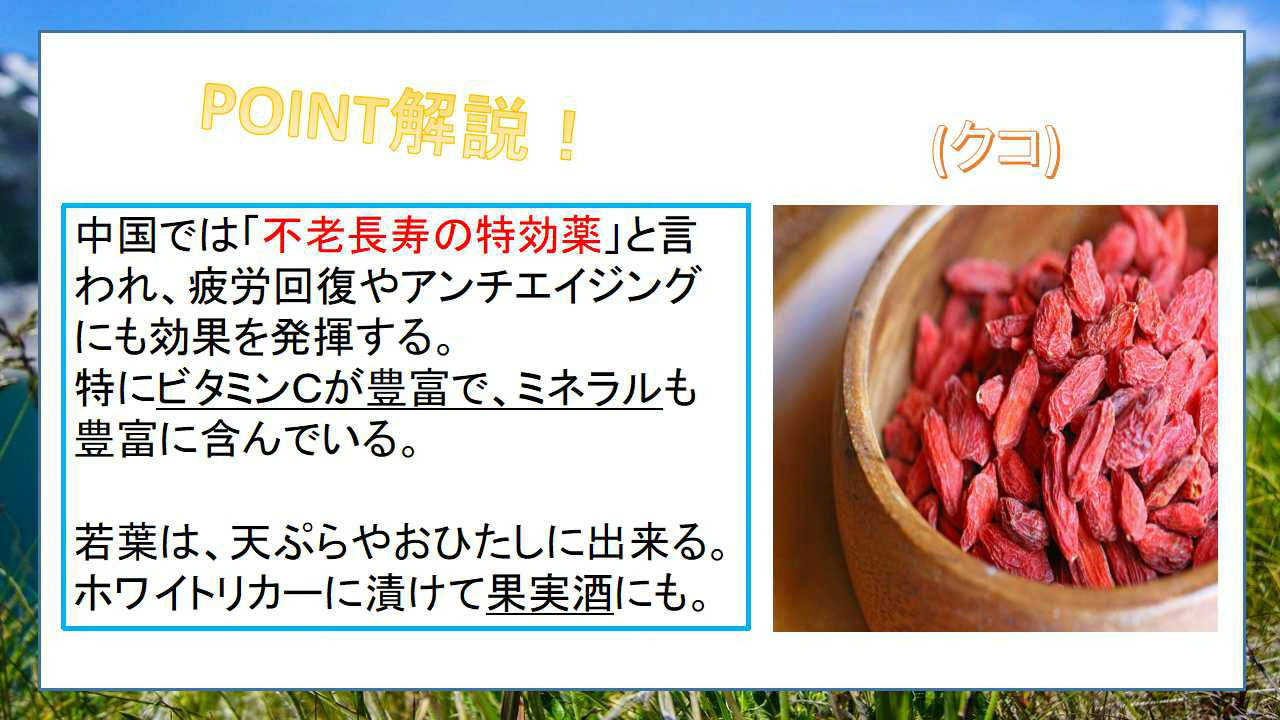 POINT解説！
(クコ)
中国では「不老長寿の特効薬」と言
われ、疲労回復やアンチエイジング
にも効果を発揮する。
特にビタミンCが豊富で、ミネラルも
豊富に含んでいる。
若葉は、天ぷらやおひたしに出来る。
ホワイトリカーに漬けて果実酒にも。